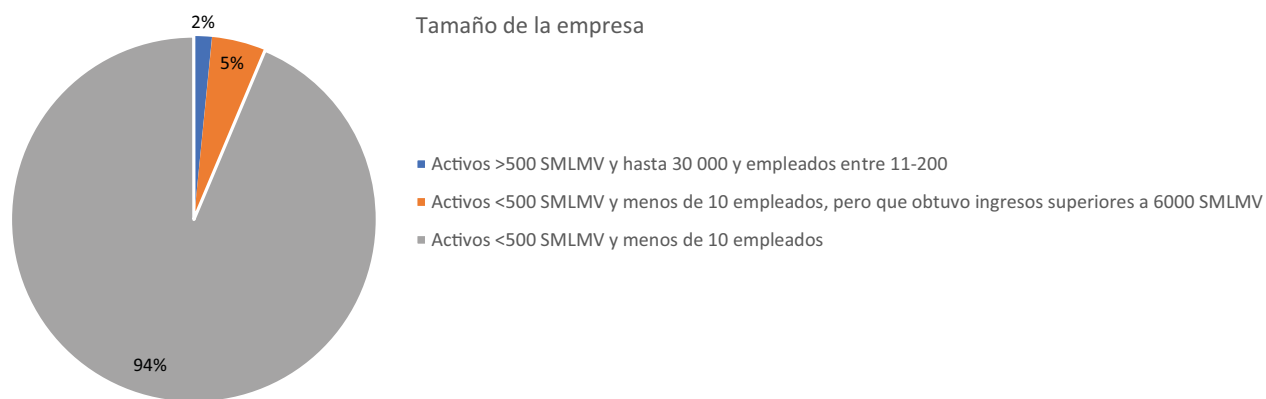 2%
Tamaño de la empresa
5%
Activos >500 SMLMV y hasta 30 000 y empleados entre 11-200
Activos <500 SMLMV y menos de 10 empleados, pero que obtuvo ingresos superiores a 6000 SMLMV
Activos <500 SMLMV y menos de 10 empleados
94%